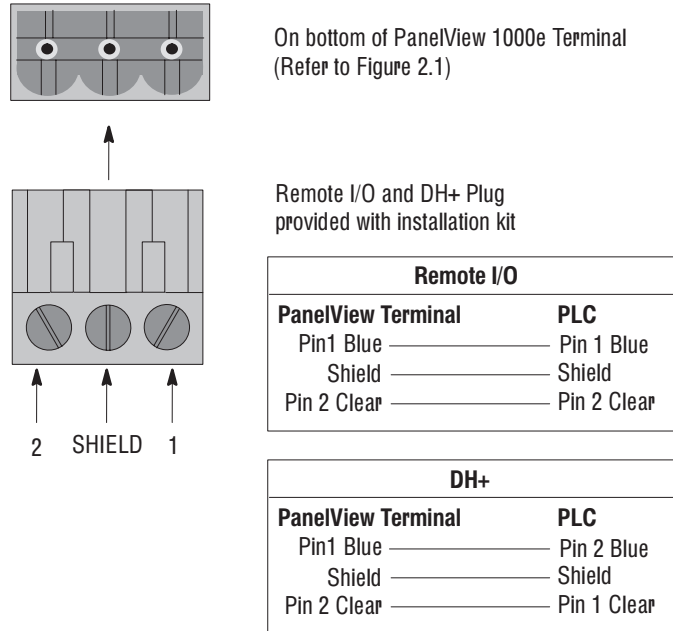 On bottom of PanelView 1000e Terminal
(Refer to Figure 2.1)
Remote I/O and DH+ Plug
provided with installation kit
2 SHIELD 1
Remote I/O
PanelView Terminal PLC
Pin1 Blue Pin 1 Blue
Shield Shield
Pin 2 Clear Pin 2 Clear
DH+
PanelView Terminal PLC
Pin1 Blue Pin 2 Blue
Shield Shield
Pin 2 Clear Pin 1 Clear